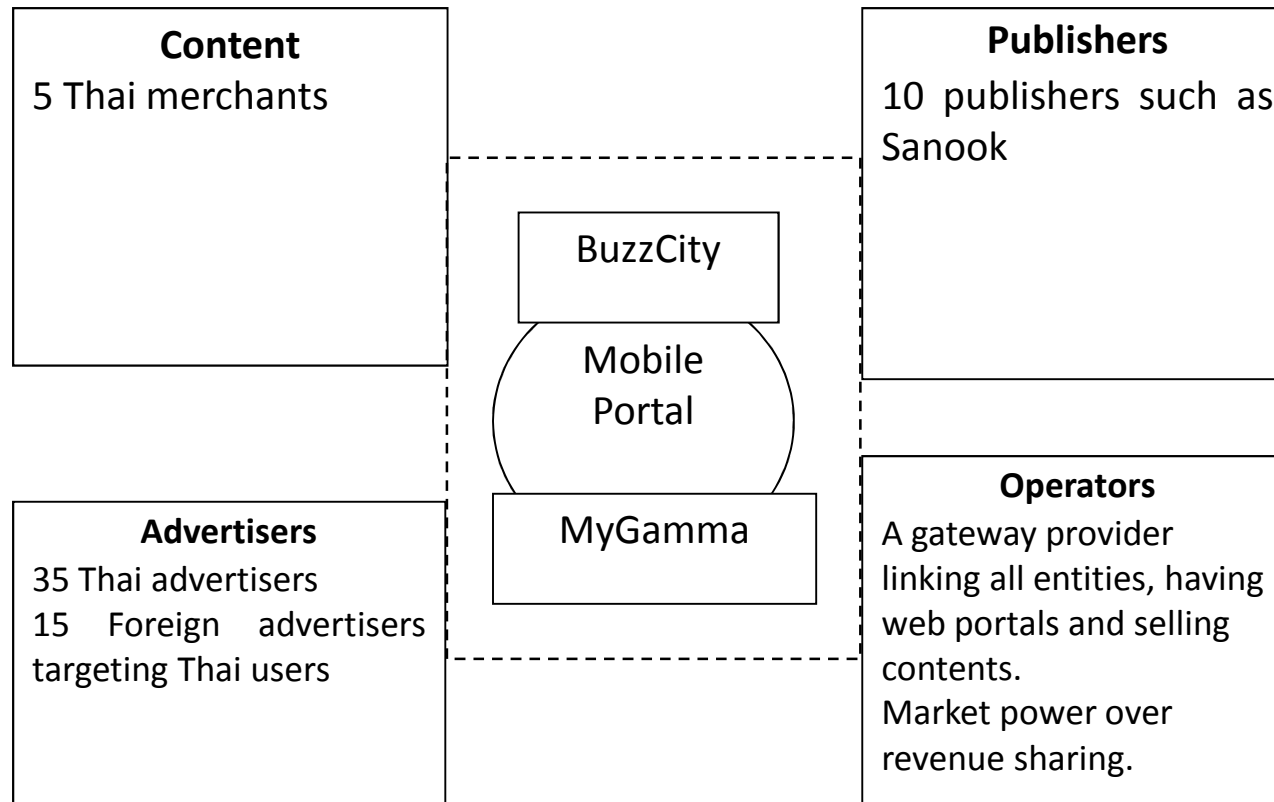 Content
5 Thai merchants
Publishers
10 publishers such as
Sanook
BuzzCity
Mobile
Portal
MyGamma
Advertisers
35 Thai advertisers
15 Foreign advertisers
targeting Thai users
Operators
A gateway provider
linking all entities, having
web portals and selling
contents.
Market power over
revenue sharing.